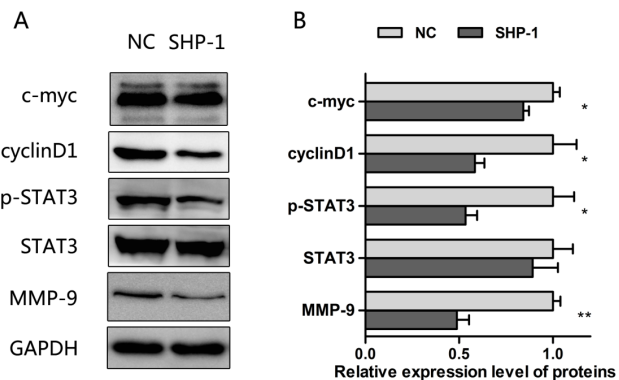 A
NC SHP-1
c-myc
cyclinD1
p-STAT3
STAT3
MMP-9
GAPDH
B
NC SHP-1
c-myc *
cyclinD1 *
p-STAT3 *
STAT3
MMP-9 **
0.0 0.5 1.0
Relative expression level of proteins